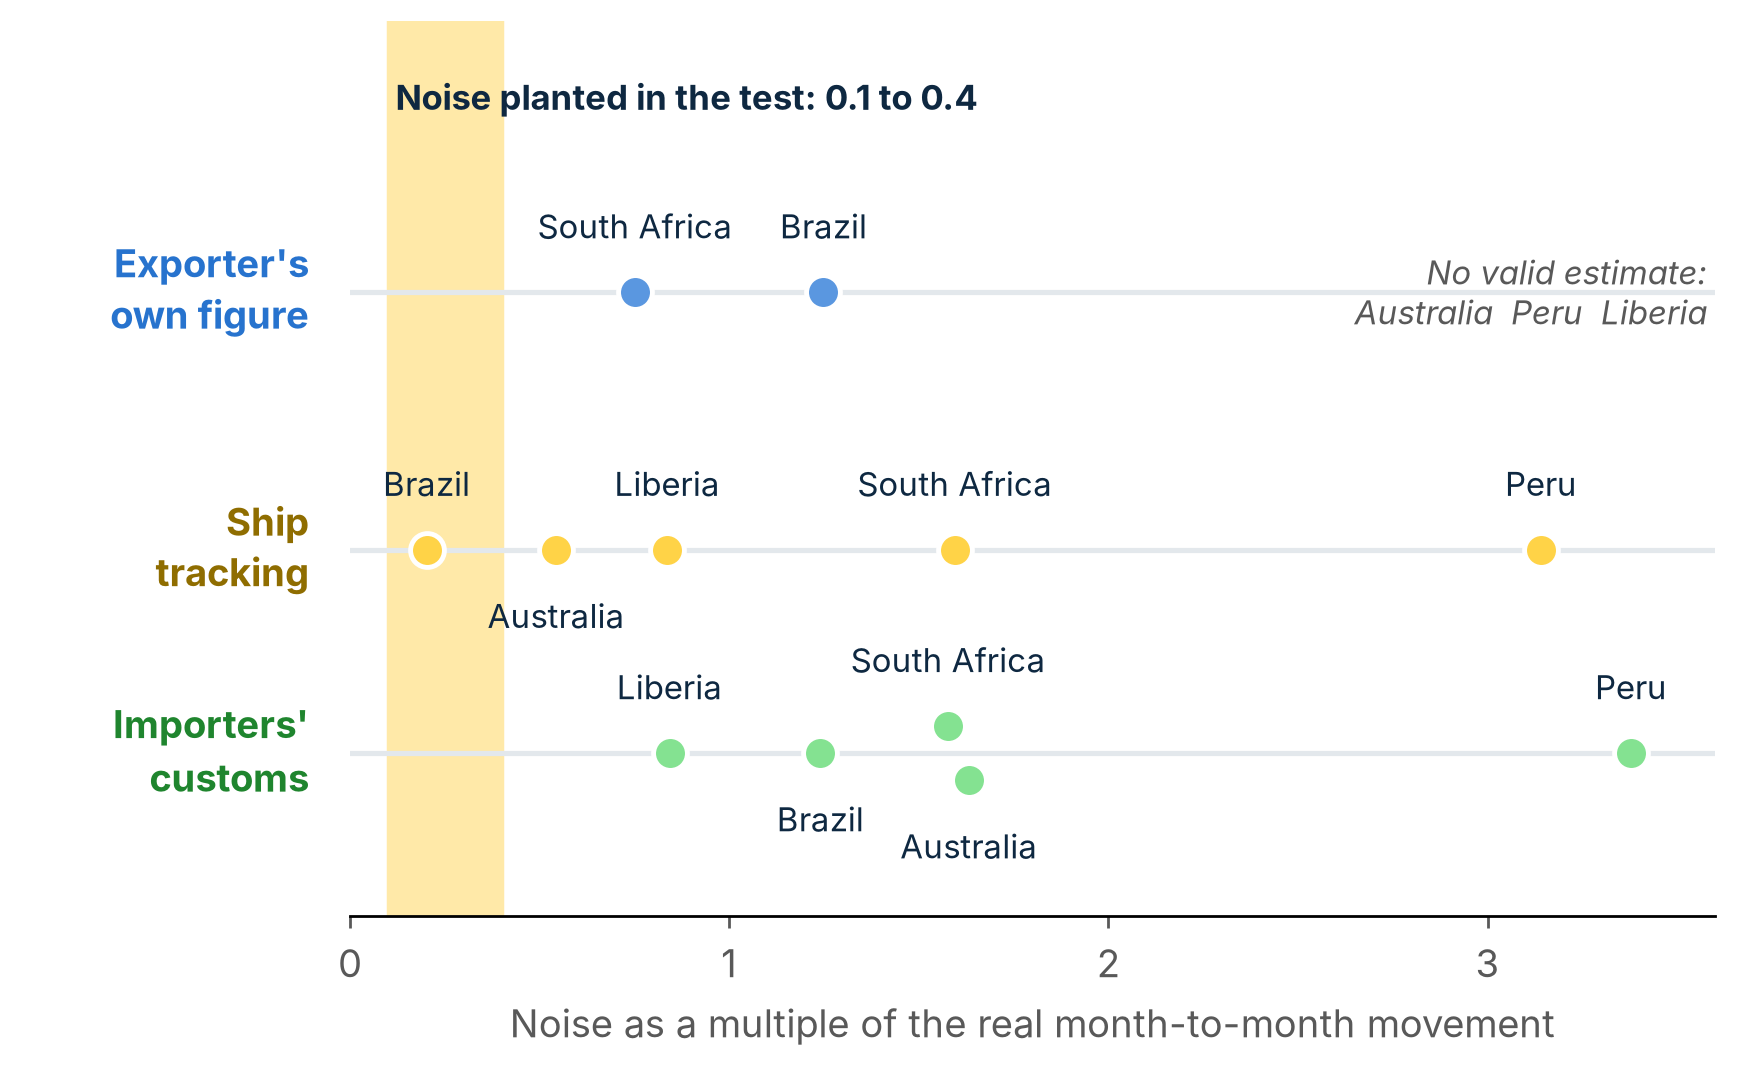 Noise planted in the test: 0.1 to 0.4
South Africa
Brazil
Exporter's
own figure
No valid estimate:
Australia Peru Liberia
Brazil
Liberia
South Africa
Peru
Ship
tracking
Australia
South Africa
Liberia
Peru
Importers'
customs
Brazil
Australia
0
1
2
3
Noise as a multiple of the real month-to-month movement